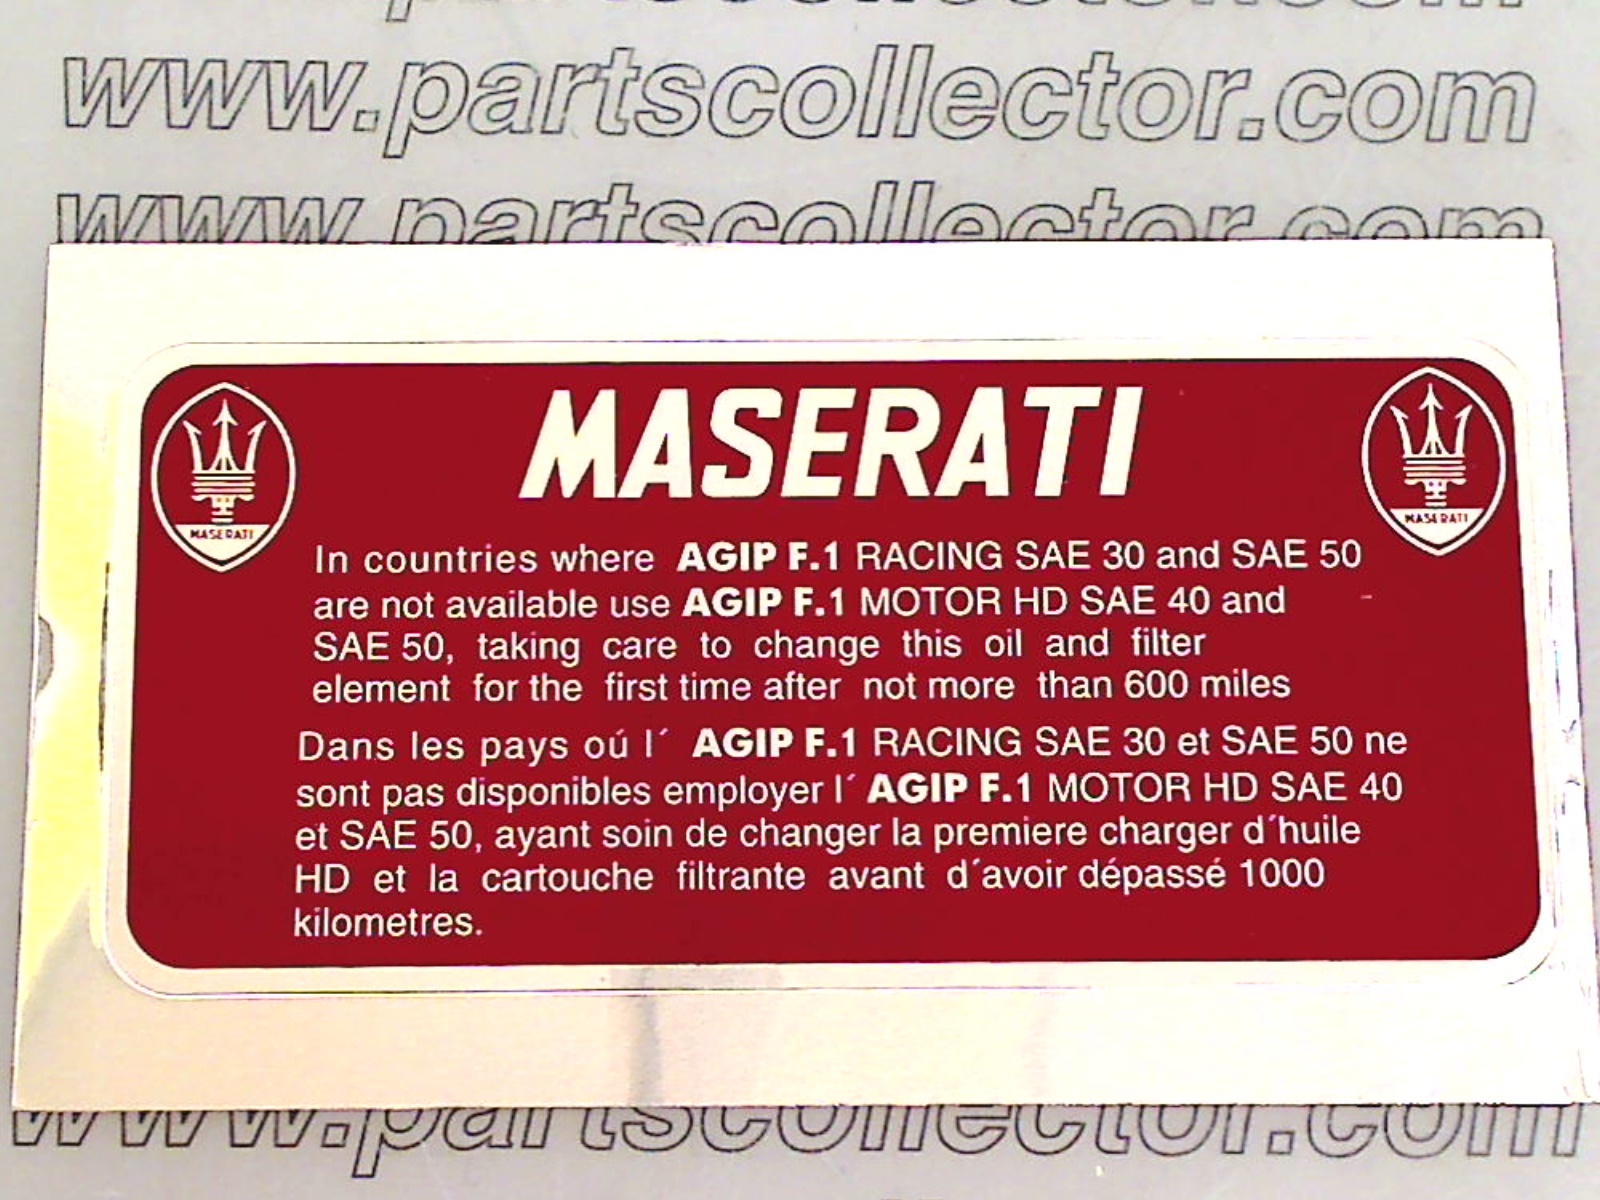 www.partscollector.com
www.partscollector.com
www.partscollector.com
MASERATI
MASERATI
MASERATI
In countries where AGIP F.1 RACING SAE 30 and SAE 50
are not available use AGIP F.1 MOTOR HD SAE 40 and
SAE 50, taking care to change this oil and filter
element for the first time after not more than 600 miles
Dans les pays oú l´ AGIP F.1 RACING SAE 30 et SAE 50 ne
sont pas disponibles employer l´ AGIP F.1 MOTOR HD SAE 40
et SAE 50, ayant soin de changer la premiere charger d´huile
HD et la cartouche filtrante avant d´avoir dépassé 1000
kilometres.
www.partscollector.com